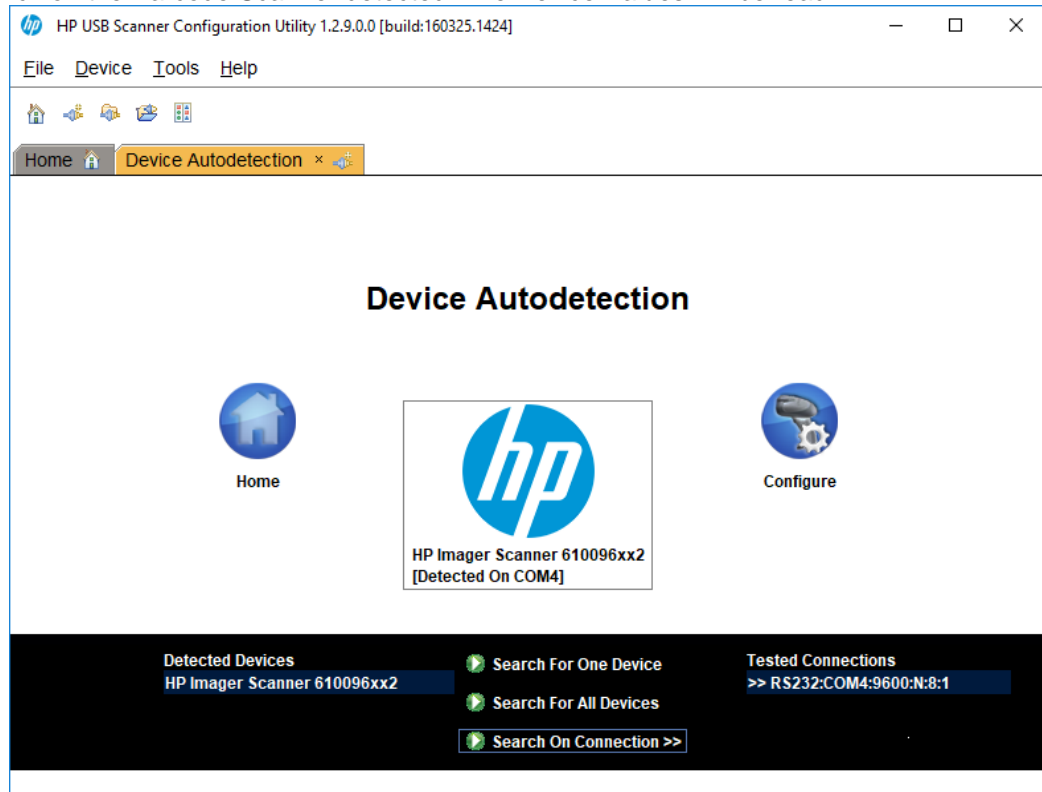 HP USB Scanner Configuration Utility 1.2.9.0.0 [build:160325.1424]
File Device Tools Help
Home Device Autodetection ×
Device Autodetection
Home
hp
HP Imager Scanner 610096xx2
[Detected On COM4]
Configure
Detected Devices
HP Imager Scanner 610096xx2
Search For One Device
Search For All Devices
Search On Connection >>
Tested Connections
>> RS232:COM4:9600:N:8:1